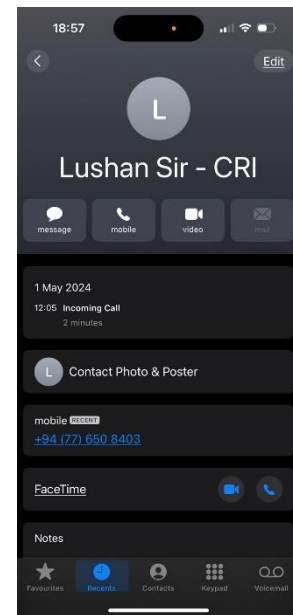 18:57
Edit
L
Lushan Sir - CRI
message mobile video mail
1 May 2024
12:05 Incoming Call
2 minutes
L Contact Photo & Poster
mobile RECENT
+94 (77) 650 8403
FaceTime
Notes
Favourites Recents Contacts Keypad Voicemail